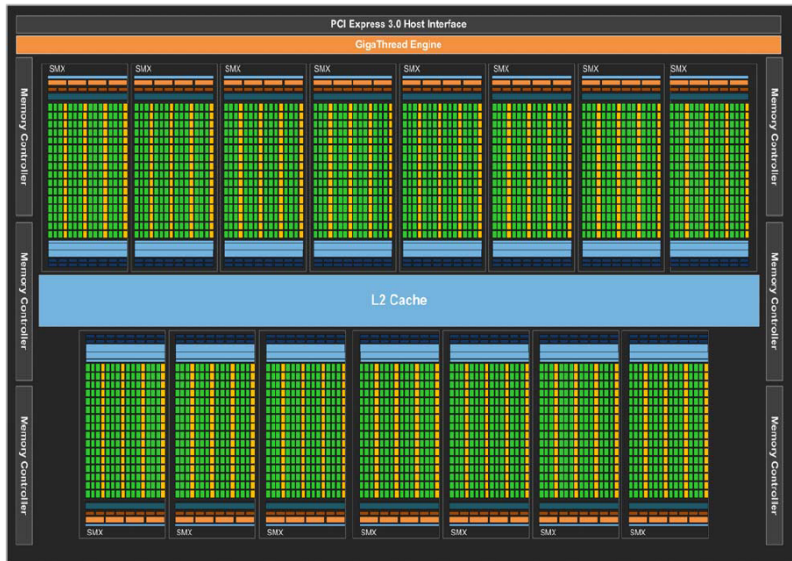 PCI Express 3.0 Host Interface
GigaThread Engine
SMX
SMX
SMX
SMX
SMX
SMX
SMX
SMX
Memory Controller
Memory Controller
Memory Controller
Memory Controller
L2 Cache
Memory Controller
Memory Controller
SMX
SMX
SMX
SMX
SMX
SMX
SMX